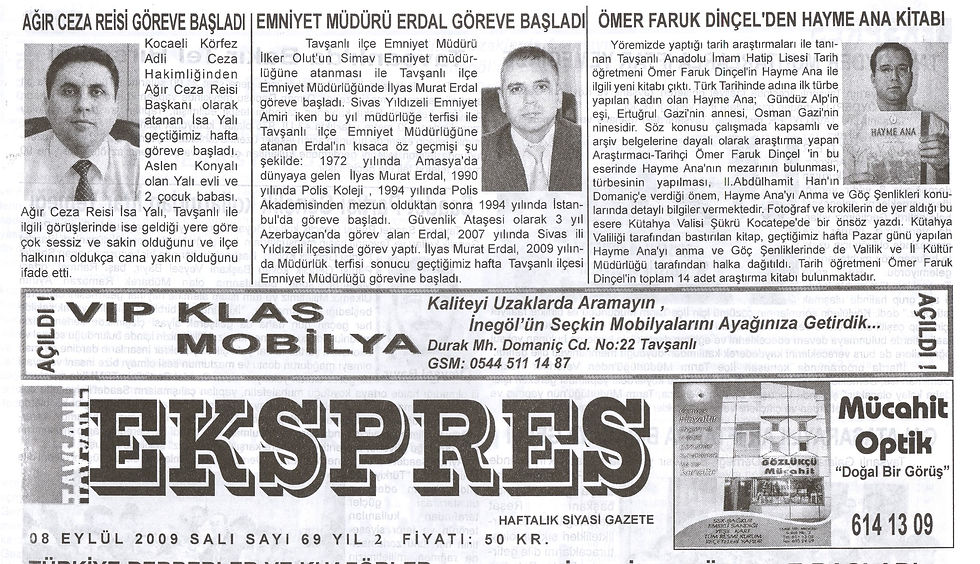 AĞIR CEZA REİSİ GÖREVE BAŞLADI
Kocaeli Körfez
Adli Ceza
Hakimliğinden
Ağır Ceza Reisi
Başkanı olarak
atanan İsa Yalı
geçtiğimiz hafta
göreve başladı.
Aslen Konyalı
olan Yalı evli ve
2 çocuk babası.
Ağır Ceza Reisi İsa Yalı, Tavşanlı ile
ilgili görüşlerinde ise geldiği yere göre
çok sessiz ve sakin olduğunu ve ilçe
halkının oldukça cana yakın olduğunu
ifade etti.
EMNİYET MÜDÜRÜ ERDAL GÖREVE BAŞLADI
Tavşanlı ilçe Emniyet Müdürü
İlker Olut'un Simav Emniyet müdür-
lüğüne atanması ile Tavşanlı ilçe
Emniyet Müdürlüğünde İlyas Murat Erdal
göreve başladı. Sivas Yıldızeli Emniyet
Amiri iken bu yıl müdürlüğe terfisi ile
Tavşanlı ilçe Emniyet Müdürlüğüne
atanan Erdal'ın kısaca öz geçmişi şu
şekilde: 1972 yılında Amasya'da
dünyaya gelen İlyas Murat Erdal, 1990
yılında Polis Koleji , 1994 yılında Polis
Akademisinden mezun olduktan sonra 1994 yılında İstan-
bul'da göreve başladı. Güvenlik Ataşesi olarak 3 yıl
Azerbaycan'da görev alan Erdal, 2007 yılında Sivas ili
Yıldızeli ilçesinde görev yaptı. İlyas Murat Erdal, 2009 yılın-
da Müdürlük terfisi sonucu geçtiğimiz hafta Tavşanlı ilçesi
Emniyet Müdürlüğü görevine başladı.
ÖMER FARUK DİNÇEL'DEN HAYME ANA KİTABI
Yöremizde yaptığı tarih araştırmaları ile tanı-
nan Tavşanlı Anadolu İmam Hatip Lisesi Tarih
öğretmeni Ömer Faruk Dinçel'in Hayme Ana ile
ilgili yeni kitabı çıktı. Türk Tarihinde adına ilk türbe
yapılan kadın olan Hayme Ana; Gündüz Alp'in
eşi, Ertuğrul Gazi'nin annesi, Osman Gazi'nin
ninesidir. Söz konusu çalışmada kapsamlı ve
arşiv belgelerine dayalı olarak araştırma yapan
Araştırmacı-Tarihçi Ömer Faruk Dinçel 'in bu
eserinde Hayme Ana'nın mezarının bulunması,
türbesinin yapılması, II.Abdülhamit Han'ın
Domaniç'e verdiği önem, Hayme Ana'yı Anma ve Göç Şenlikleri konu-
larında detaylı bilgiler vermektedir. Fotoğraf ve krokilerin de yer aldığı bu
esere Kütahya Valisi Şükrü Kocatepe'de bir önsöz yazdı. Kütahya
Valiliği tarafından bastırılan kitap, geçtiğimiz hafta Pazar günü yapılan
Hayme Ana'yı anma ve Göç Şenliklerinde de Valilik ve İl Kültür
Müdürlüğü tarafından halka dağıtıldı. Tarih öğretmeni Ömer Faruk
Dinçel'in toplam 14 adet araştırma kitabı bulunmaktadır.
HAYME ANA
AÇILDI !
VIP KLAS
MOBİLYA
Kaliteyi Uzaklarda Aramayın ,
İnegöl'ün Seçkin Mobilyalarını Ayağınıza Getirdik...
Durak Mh. Domaniç Cd. No:22 Tavşanlı
GSM: 0544 511 14 87
AÇILDI !
TAVŞANLI
EKSPRES
HAFTALIK SİYASİ GAZETE
08 EYLÜL 2009 SALI SAYI 69 YIL 2 FİYATI: 50 KR.
GÖZLÜKÇÜ
Mücahit
SSK-BAĞKUR
EMEKLİ SANDIĞI
Mücahit
Optik
"Doğal Bir Görüş"
614 13 09
TÜRKİYE BERBERLER VE KUAFÖRLER